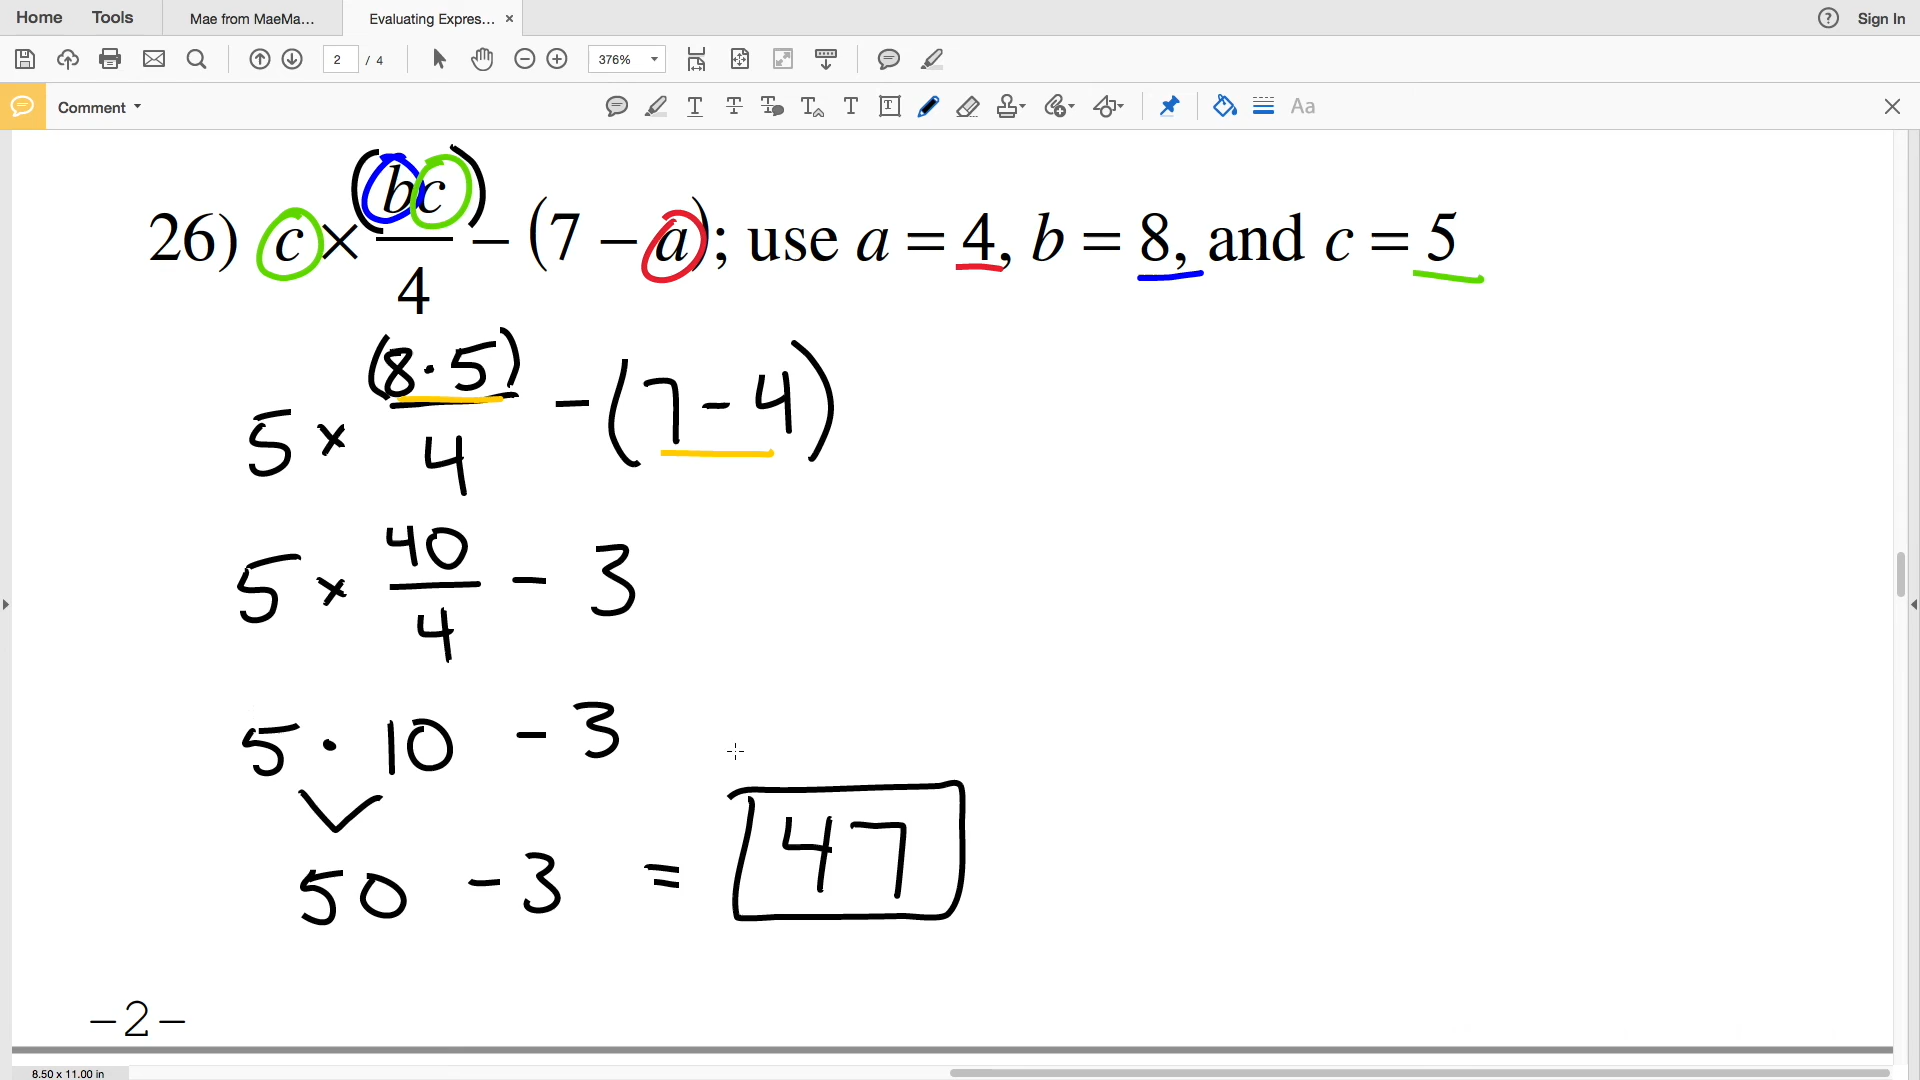 Home Tools Mae from MaeMa... Evaluating Expres... × ? Sign In
2 / 4 376%
Comment T T T T T T Aa
26) c × (bc)/4 − (7 − a); use a = 4, b = 8, and c = 5
5 × (8·5)/4 − (7 − 4)
5 × 40/4 − 3
5 · 10 − 3
50 − 3 = 47
−2−
8.50 x 11.00 in